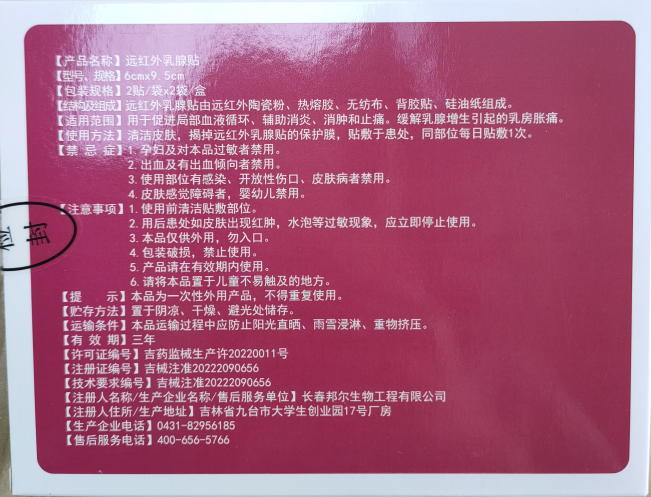 【产品名称】远红外乳腺贴
【型号、规格】6cmx9.5cm
【包装规格】2贴/袋x2袋/盒
【结构及组成】远红外乳腺贴由远红外陶瓷粉、热熔胶、无纺布、背胶贴、硅油纸组成。
【适用范围】用于促进局部血液循环、辅助消炎、消肿和止痛。缓解乳腺增生引起的乳房胀痛。
【使用方法】清洁皮肤，揭掉远红外乳腺贴的保护膜，贴敷于患处，同部位每日贴敷1次。
【禁 忌 症】1. 孕妇及对本品过敏者禁用。
2. 出血及有出血倾向者禁用。
3. 使用部位有感染、开放性伤口、皮肤病者禁用。
4. 皮肤感觉障碍者，婴幼儿禁用。
【注意事项】1. 使用前清洁贴敷部位。
2. 用后患处如皮肤出现红肿，水泡等过敏现象，应立即停止使用。
3. 本品仅供外用，勿入口。
4. 包装破损，禁止使用。
5. 产品请在有效期内使用。
6. 请将本品置于儿童不易触及的地方。
【提 示】本品为一次性外用产品，不得重复使用。
【贮存方法】置于阴凉、干燥、避光处储存。
【运输条件】本品运输过程中应防止阳光直晒、雨雪浸淋、重物挤压。
【有 效 期】三年
【许可证编号】吉药监械生产许20220011号
【注册证编号】吉械注准20222090656
【技术要求编号】吉械注准20222090656
【注册人名称/生产企业名称/售后服务单位】长春邦尔生物工程有限公司
【注册人住所/生产地址】吉林省九台市大学生创业园17号厂房
【生产企业电话】0431-82956185
【售后服务电话】400-656-5766